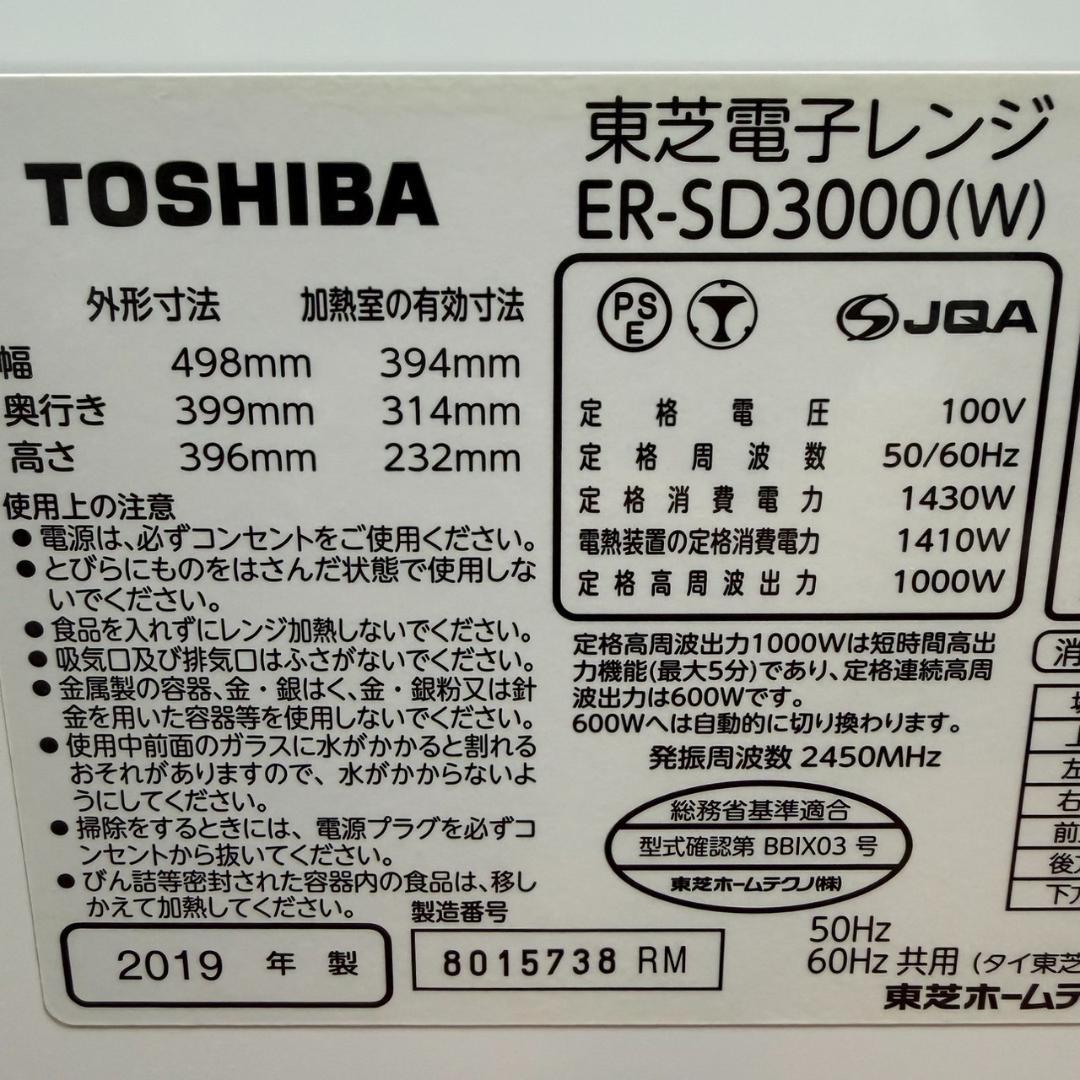 TOSHIBA
東芝電子レンジ
ER-SD3000(W)
外形寸法 加熱室の有効寸法
幅 498mm 394mm
奥行き 399mm 314mm
高さ 396mm 232mm
使用上の注意
●電源は、必ずコンセントをご使用ください。
●とびらにものをはさんだ状態で使用しな
いでください。
●食品を入れずにレンジ加熱しないでください。
●吸気口及び排気口はふさがないでください。
●金属製の容器、金・銀はく、金・銀粉又は針
金を用いた容器等を使用しないでください。
●使用中前面のガラスに水がかかると割れる
おそれがありますので、水がかからないよ
うにしてください。
●掃除をするときには、電源プラグを必ずコ
ンセントから抜いてください。
●びん詰等密封された容器内の食品は、移し
かえて加熱してください。
2019 年 製
製造番号
8015738 RM
PS
E
JQA
定格電圧 100V
定格周波数 50/60Hz
定格消費電力 1430W
電熱装置の定格消費電力 1410W
定格高周波出力 1000W
定格高周波出力1000Wは短時間高出
力機能(最大5分)であり、定格連続高周
波出力は600Wです。
600Wへは自動的に切り換わります。
発振周波数 2450MHz
総務省基準適合
型式確認第 BBIX03 号
東芝ホームテクノ(株)
50Hz
60Hz 共用 (タイ東芝
東芝ホームテ
消
上
左
右
前
後
下